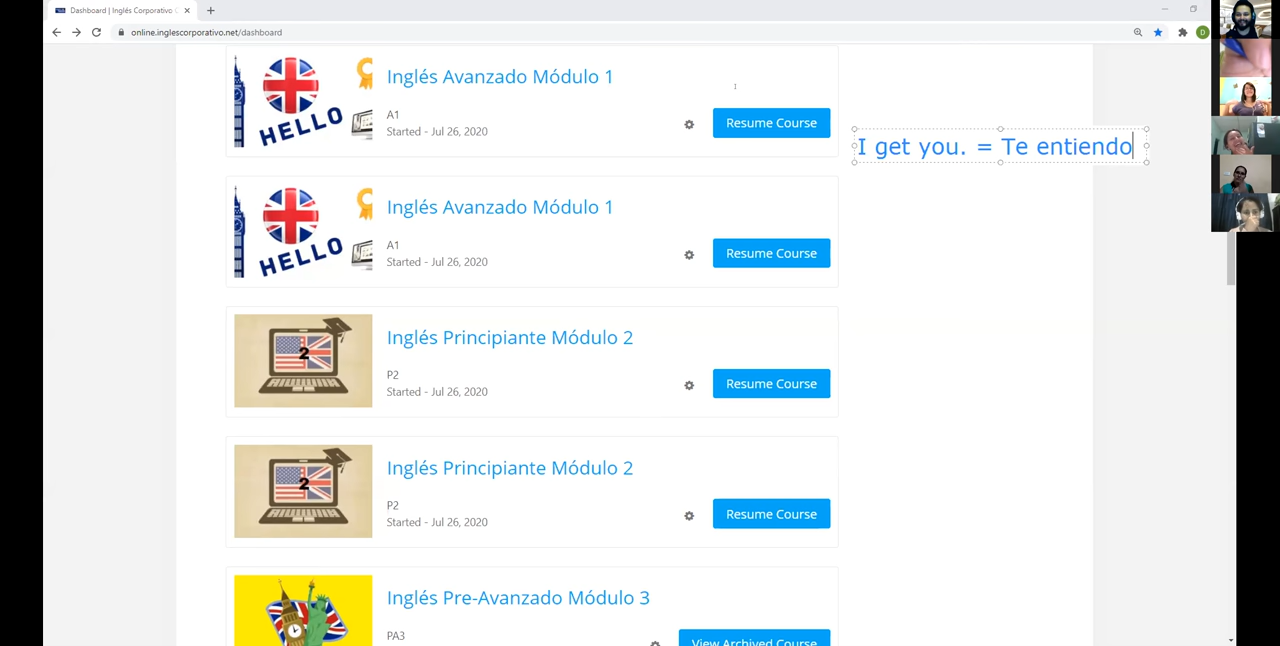 Dashboard | Inglés Corporativo
online.inglescorporativo.net/dashboard
D
HELLO
Inglés Avanzado Módulo 1
A1
Started - Jul 26, 2020
Resume Course
I get you. = Te entiendo
HELLO
Inglés Avanzado Módulo 1
A1
Started - Jul 26, 2020
Resume Course
2
Inglés Principiante Módulo 2
P2
Started - Jul 26, 2020
Resume Course
2
Inglés Principiante Módulo 2
P2
Started - Jul 26, 2020
Resume Course
Inglés Pre-Avanzado Módulo 3
PA3
View Archived Course